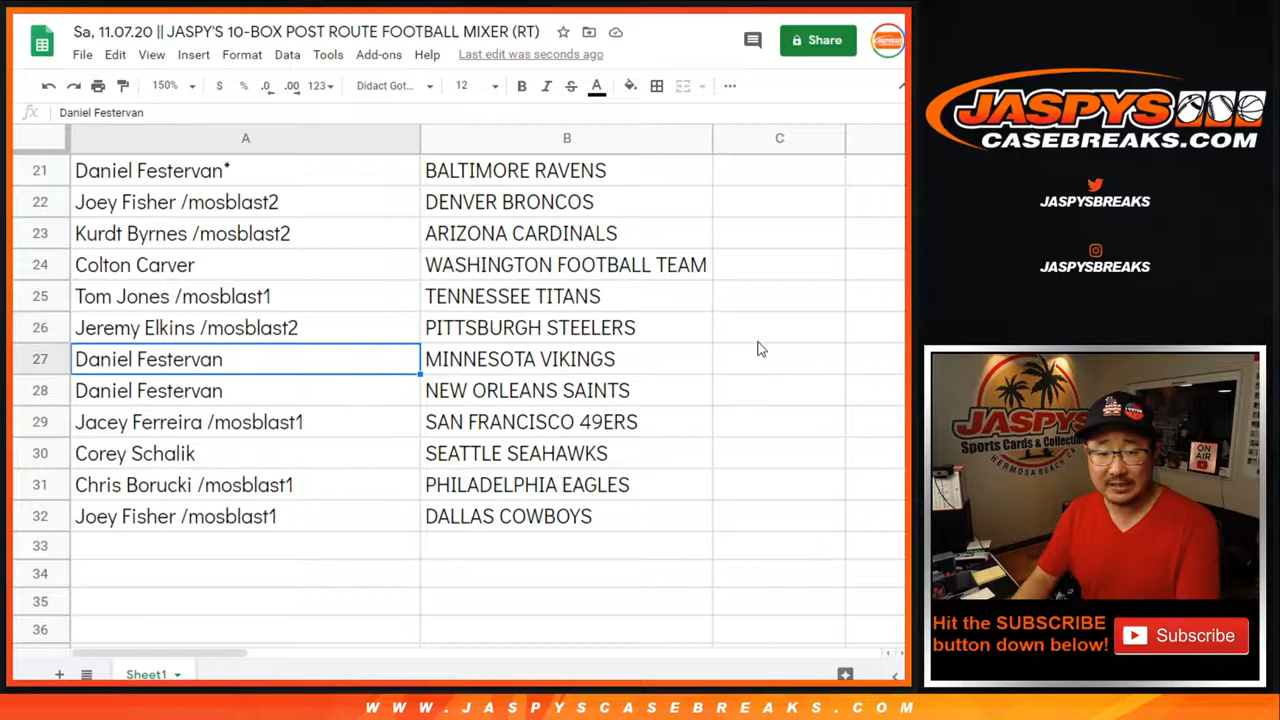 Sa, 11.07.20 || JASPY'S 10-BOX POST ROUTE FOOTBALL MIXER (RT)
File Edit View Insert Format Data Tools Add-ons Help Last edit was seconds ago
Share
150% $ % .0 .00 123 Didact Got... 12 B I S A
fx Daniel Festervan
A B C
21 Daniel Festervan* BALTIMORE RAVENS
22 Joey Fisher /mosblast2 DENVER BRONCOS
23 Kurdt Byrnes /mosblast2 ARIZONA CARDINALS
24 Colton Carver WASHINGTON FOOTBALL TEAM
25 Tom Jones /mosblast1 TENNESSEE TITANS
26 Jeremy Elkins /mosblast2 PITTSBURGH STEELERS
27 Daniel Festervan MINNESOTA VIKINGS
28 Daniel Festervan NEW ORLEANS SAINTS
29 Jacey Ferreira /mosblast1 SAN FRANCISCO 49ERS
30 Corey Schalik SEATTLE SEAHAWKS
31 Chris Borucki /mosblast1 PHILADELPHIA EAGLES
32 Joey Fisher /mosblast1 DALLAS COWBOYS
33
34
35
36
Sheet1
JASPYS
CASEBREAKS.COM
JASPYSBREAKS
JASPYSBREAKS
JASPYS
Sports Cards & Collectib
HERMOSA BEACH CA
ON AIR
Hit the SUBSCRIBE
button down below!
Subscribe
WWW.JASPYSCASEBREAKS.COM